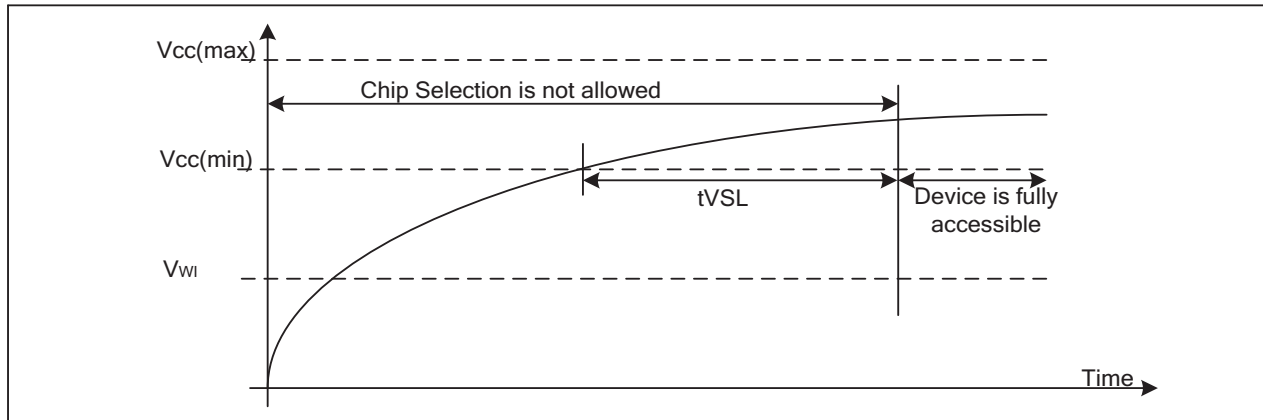 Vcc(max)
Chip Selection is not allowed
Vcc(min)
tVSL
Device is fully
accessible
VWI
Time